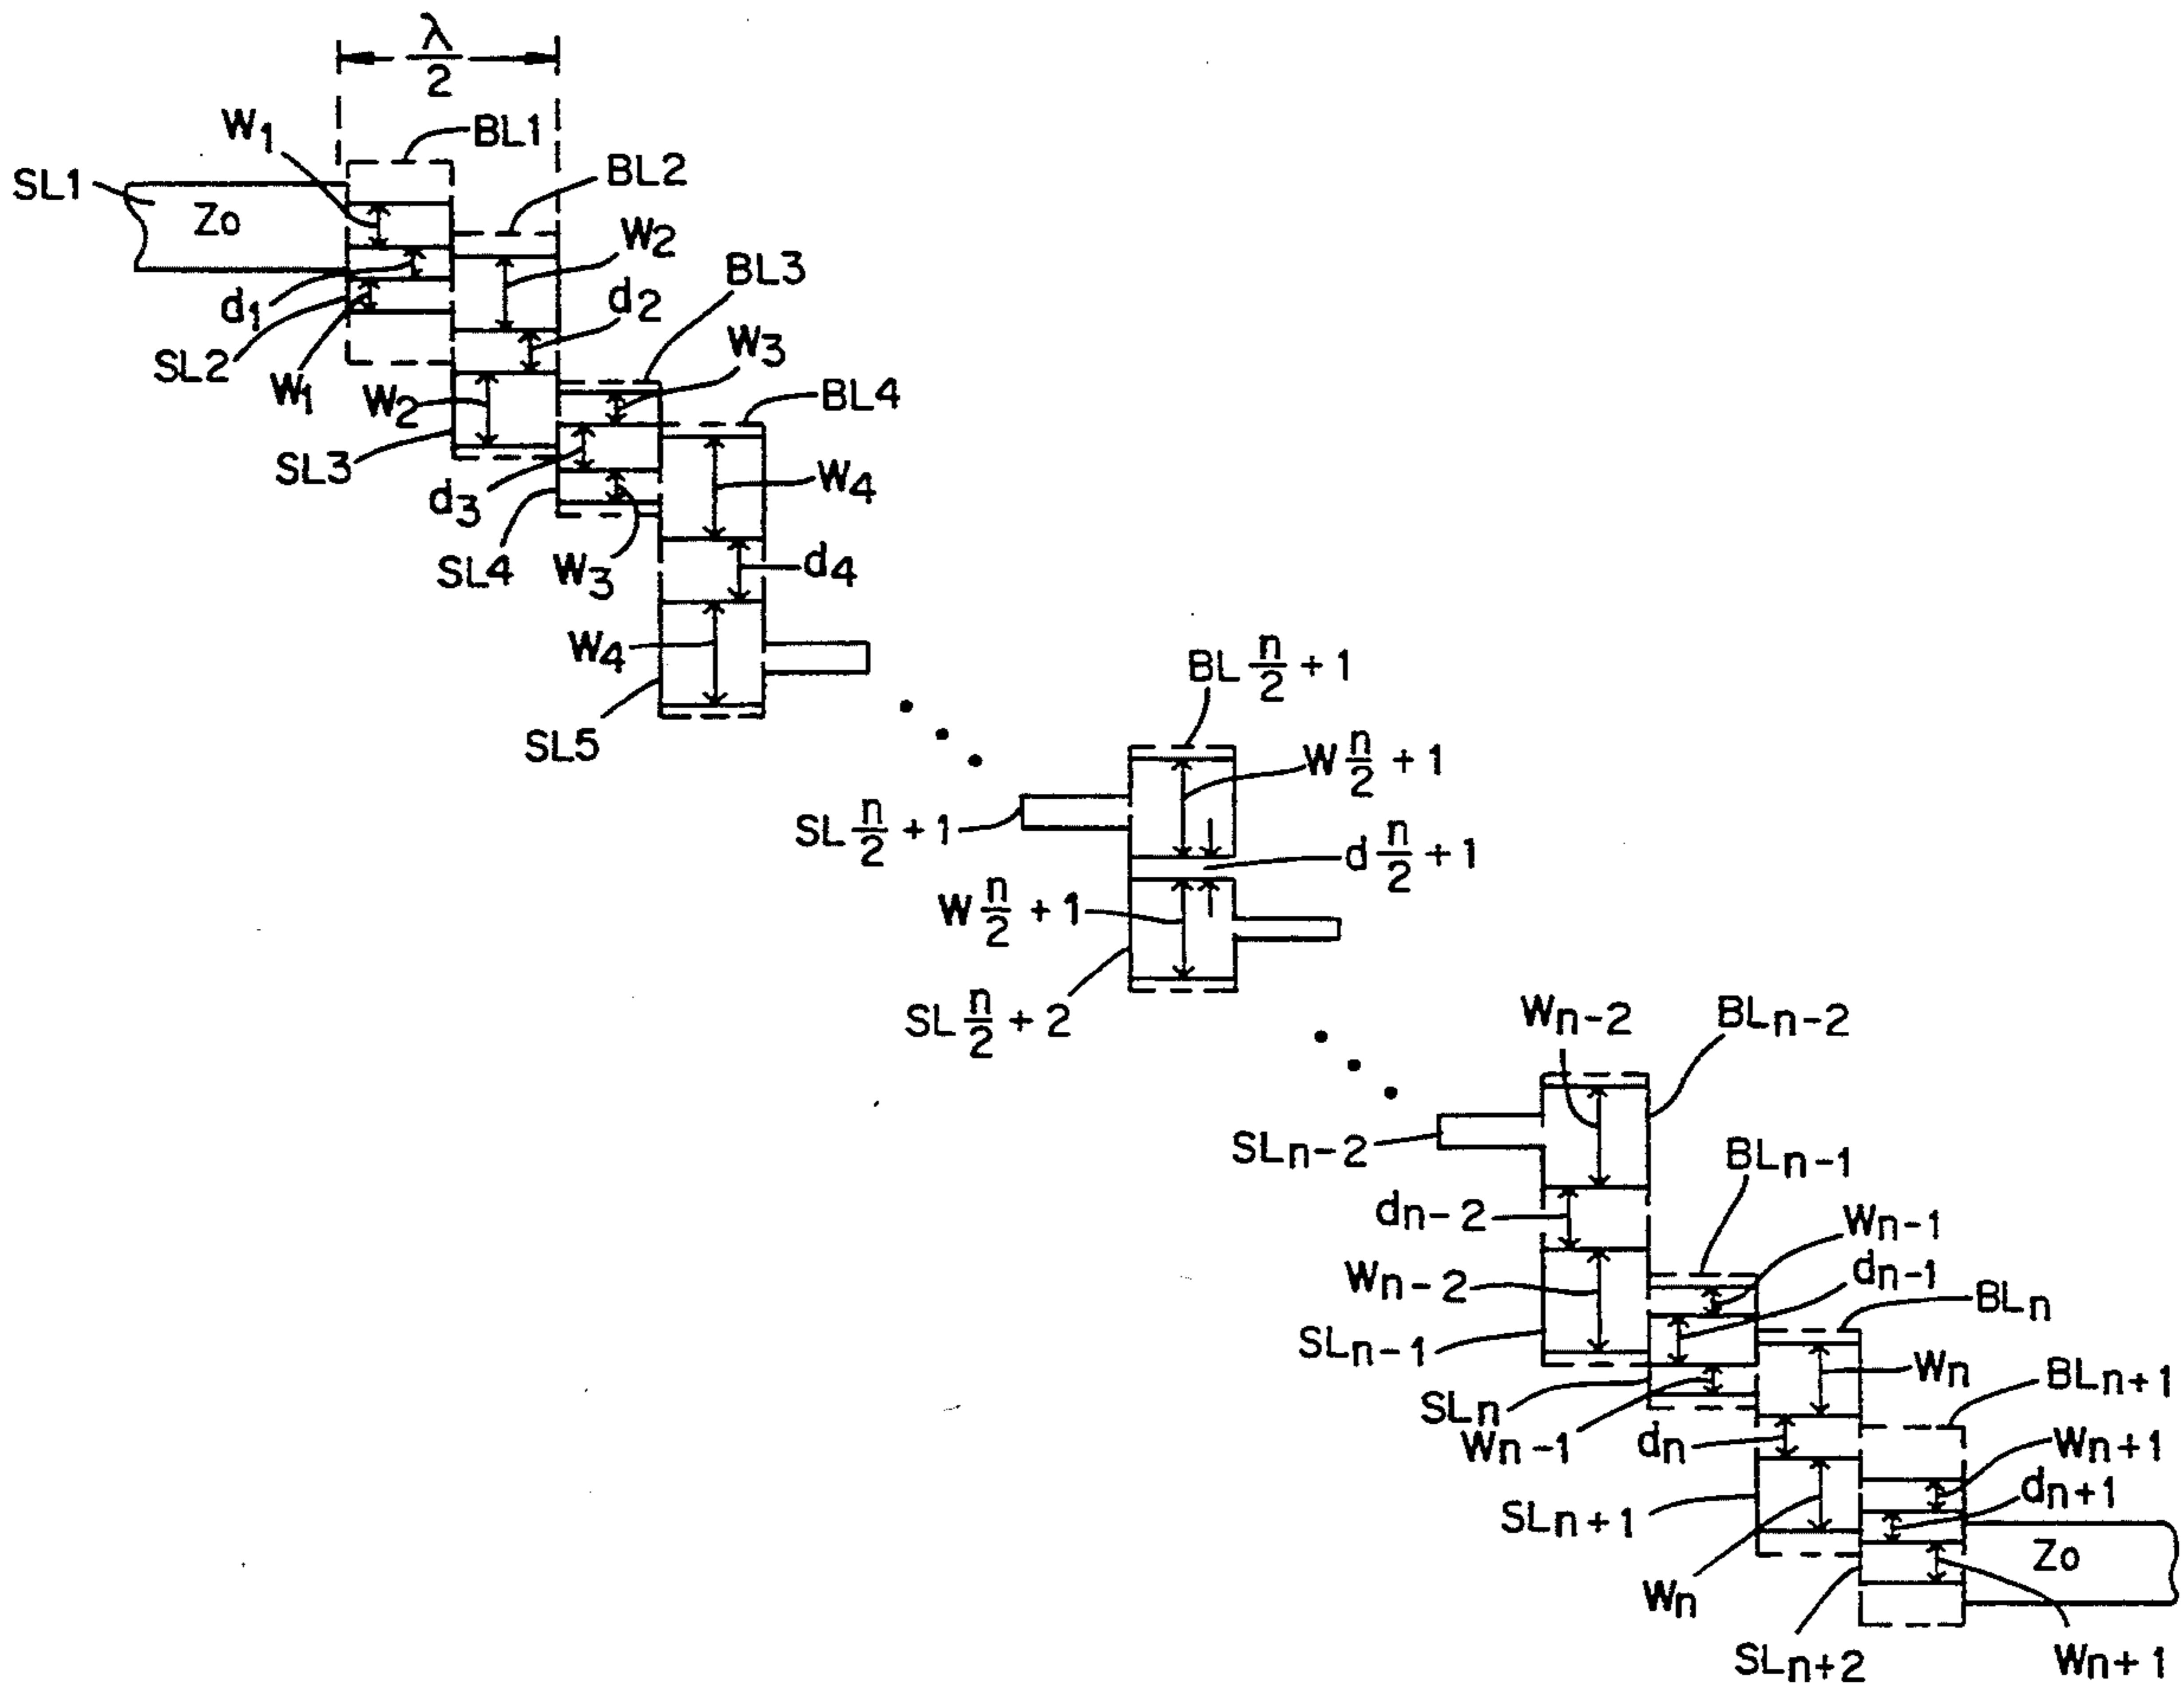 λ/2
W1
BL1
SL1
Zo
BL2
W2
BL3
d1
d2
SL2
W3
W1
W2
BL4
SL3
d3
W4
SL4
W3
d4
W4
SL5
BL n/2 + 1
W n/2 + 1
SL n/2 + 1
d n/2 + 1
W n/2 + 1
SL n/2 + 2
Wn-2
BLn-2
SLn-2
BLn-1
dn-2
Wn-1
dn-1
Wn-2
BLn
SLn-1
Wn
BLn+1
SLn
Wn-1
dn
Wn+1
dn+1
SLn+1
Zo
Wn
SLn+2
Wn+1